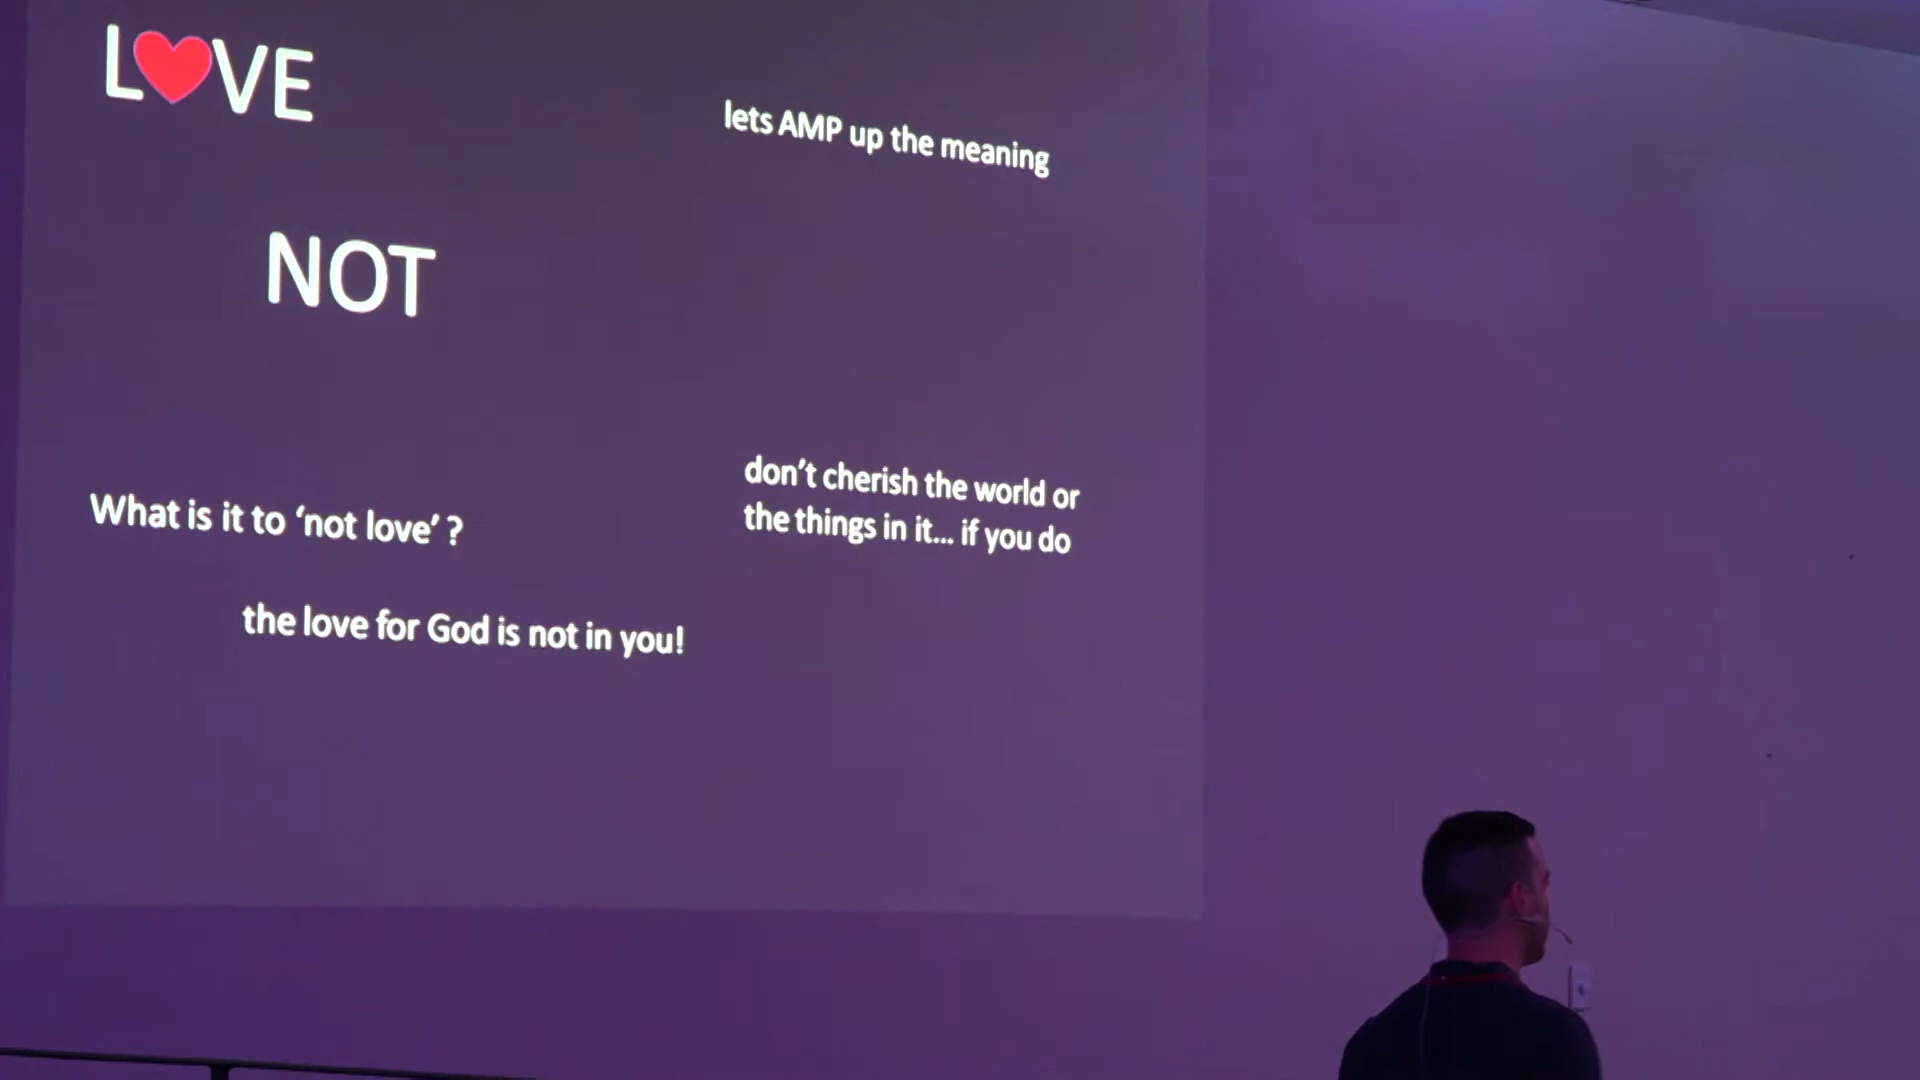 L❤VE
lets AMP up the meaning
NOT
don’t cherish the world or
the things in it... if you do
What is it to ‘not love’ ?
the love for God is not in you!